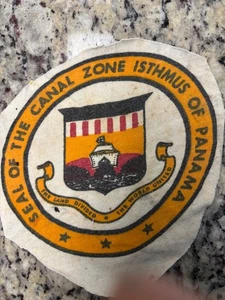 SEAL OF THE CANAL ZONE ISTHMUS OF PANAMA
THE LAND DIVIDED • THE WORLD UNITED